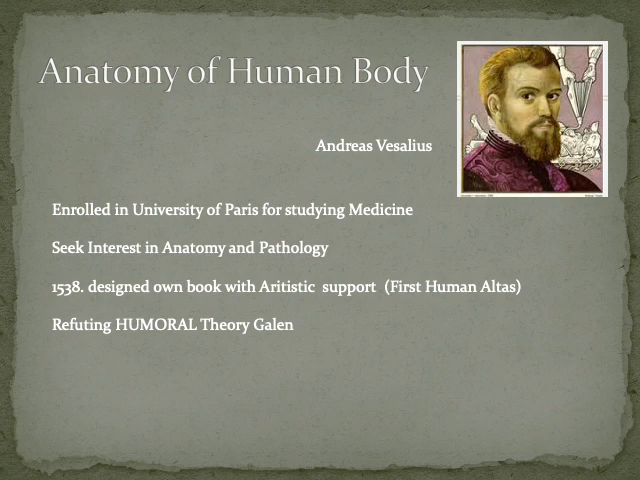 Anatomy of Human Body
Andreas Vesalius
Enrolled in University of Paris for studying Medicine
Seek Interest in Anatomy and Pathology
1538. designed own book with Aritistic support (First Human Altas)
Refuting HUMORAL Theory Galen